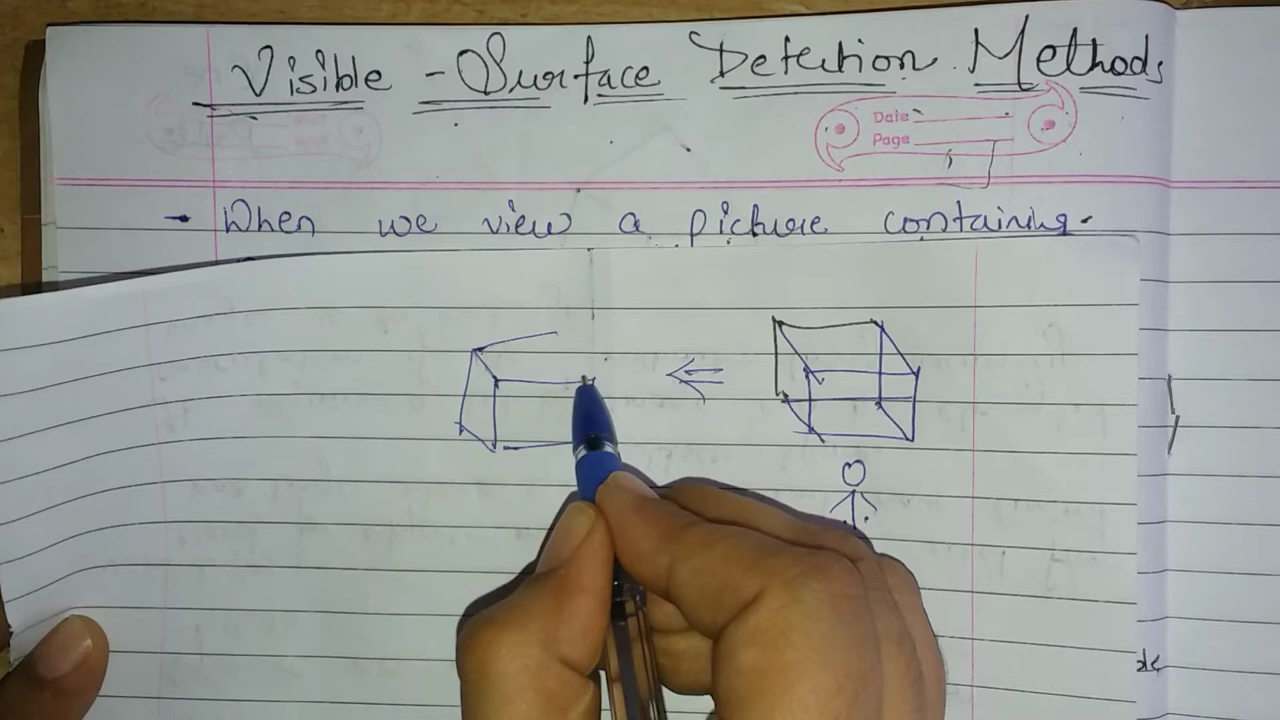 Visible - Surface Detection Methods
Date
Page
- When we view a picture containing